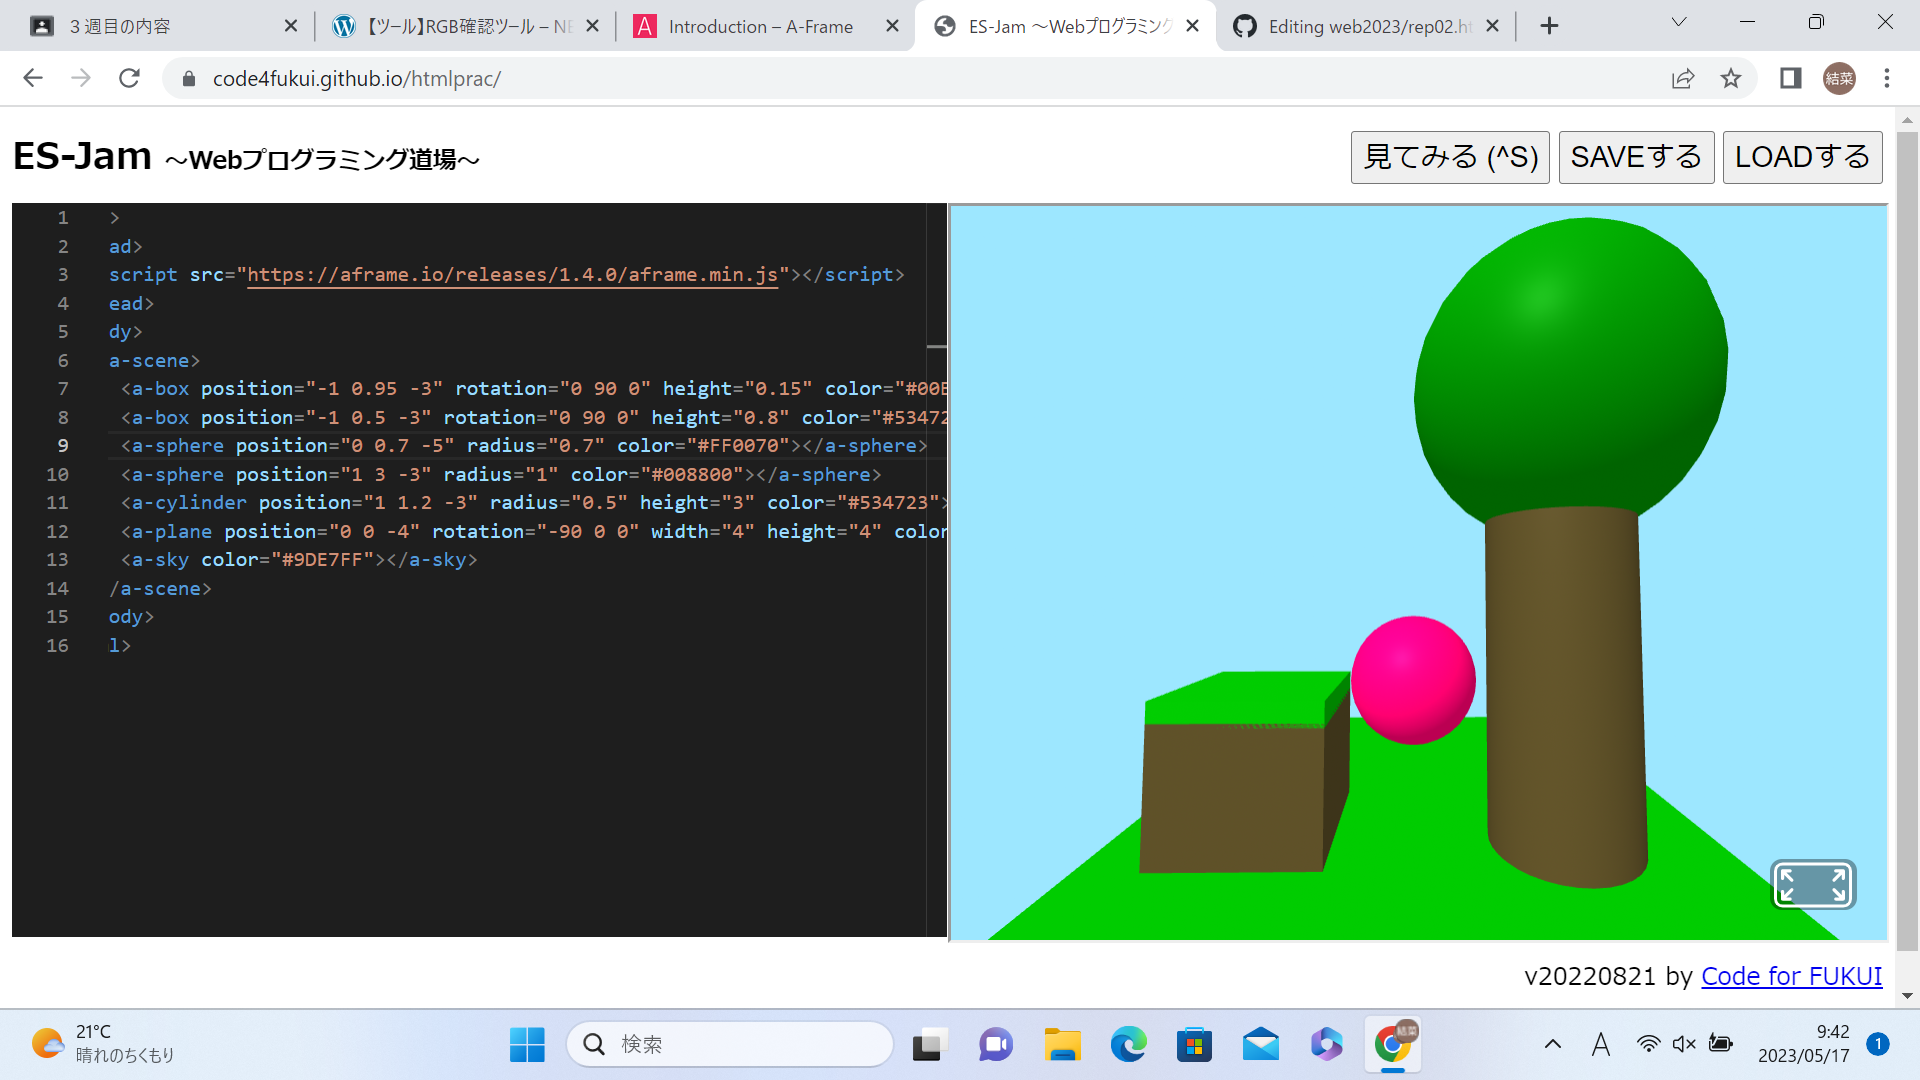 ３週目の内容
【ツール】RGB確認ツール – NE
Introduction – A-Frame
ES-Jam ～Webプログラミング
Editing web2023/rep02.ht
code4fukui.github.io/htmlprac/
結菜
ES-Jam ～Webプログラミング道場～
見てみる (^S)
SAVEする
LOADする
1 >
2 ad>
3 script src="https://aframe.io/releases/1.4.0/aframe.min.js"></script>
4 ead>
5 dy>
6 a-scene>
7 <a-box position="-1 0.95 -3" rotation="0 90 0" height="0.15" color="#00E
8 <a-box position="-1 0.5 -3" rotation="0 90 0" height="0.8" color="#53472
9 <a-sphere position="0 0.7 -5" radius="0.7" color="#FF0070"></a-sphere>
10 <a-sphere position="1 3 -3" radius="1" color="#008800"></a-sphere>
11 <a-cylinder position="1 1.2 -3" radius="0.5" height="3" color="#534723">
12 <a-plane position="0 0 -4" rotation="-90 0 0" width="4" height="4" color
13 <a-sky color="#9DE7FF"></a-sky>
14 /a-scene>
15 ody>
16 l>
v20220821 by Code for FUKUI
21°C
晴れのちくもり
検索
結菜
A
9:42
2023/05/17
1